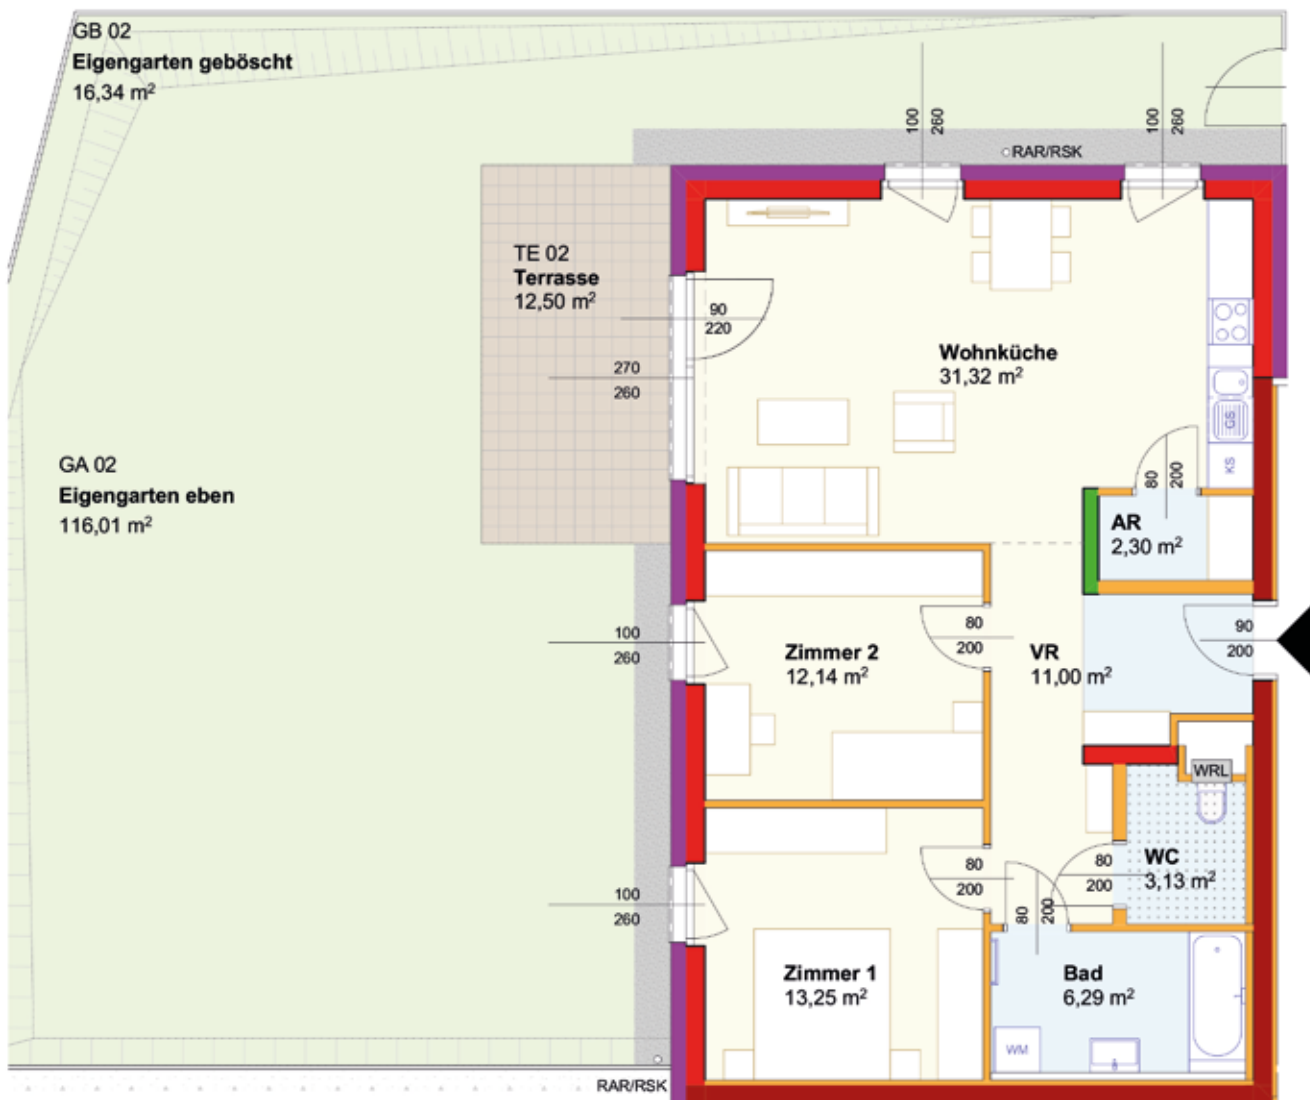 GB 02
Eigengarten geböscht
16,34 m²
100
260
100
260
RAR/RSK
TE 02
Terrasse
12,50 m²
90
220
270
260
Wohnküche
31,32 m²
GS
KS
80
200
GA 02
Eigengarten eben
116,01 m²
AR
2,30 m²
100
260
Zimmer 2
12,14 m²
80
200
VR
11,00 m²
90
200
WRL
100
260
80
200
80
200
WC
3,13 m²
80
200
Zimmer 1
13,25 m²
Bad
6,29 m²
WM
RAR/RSK